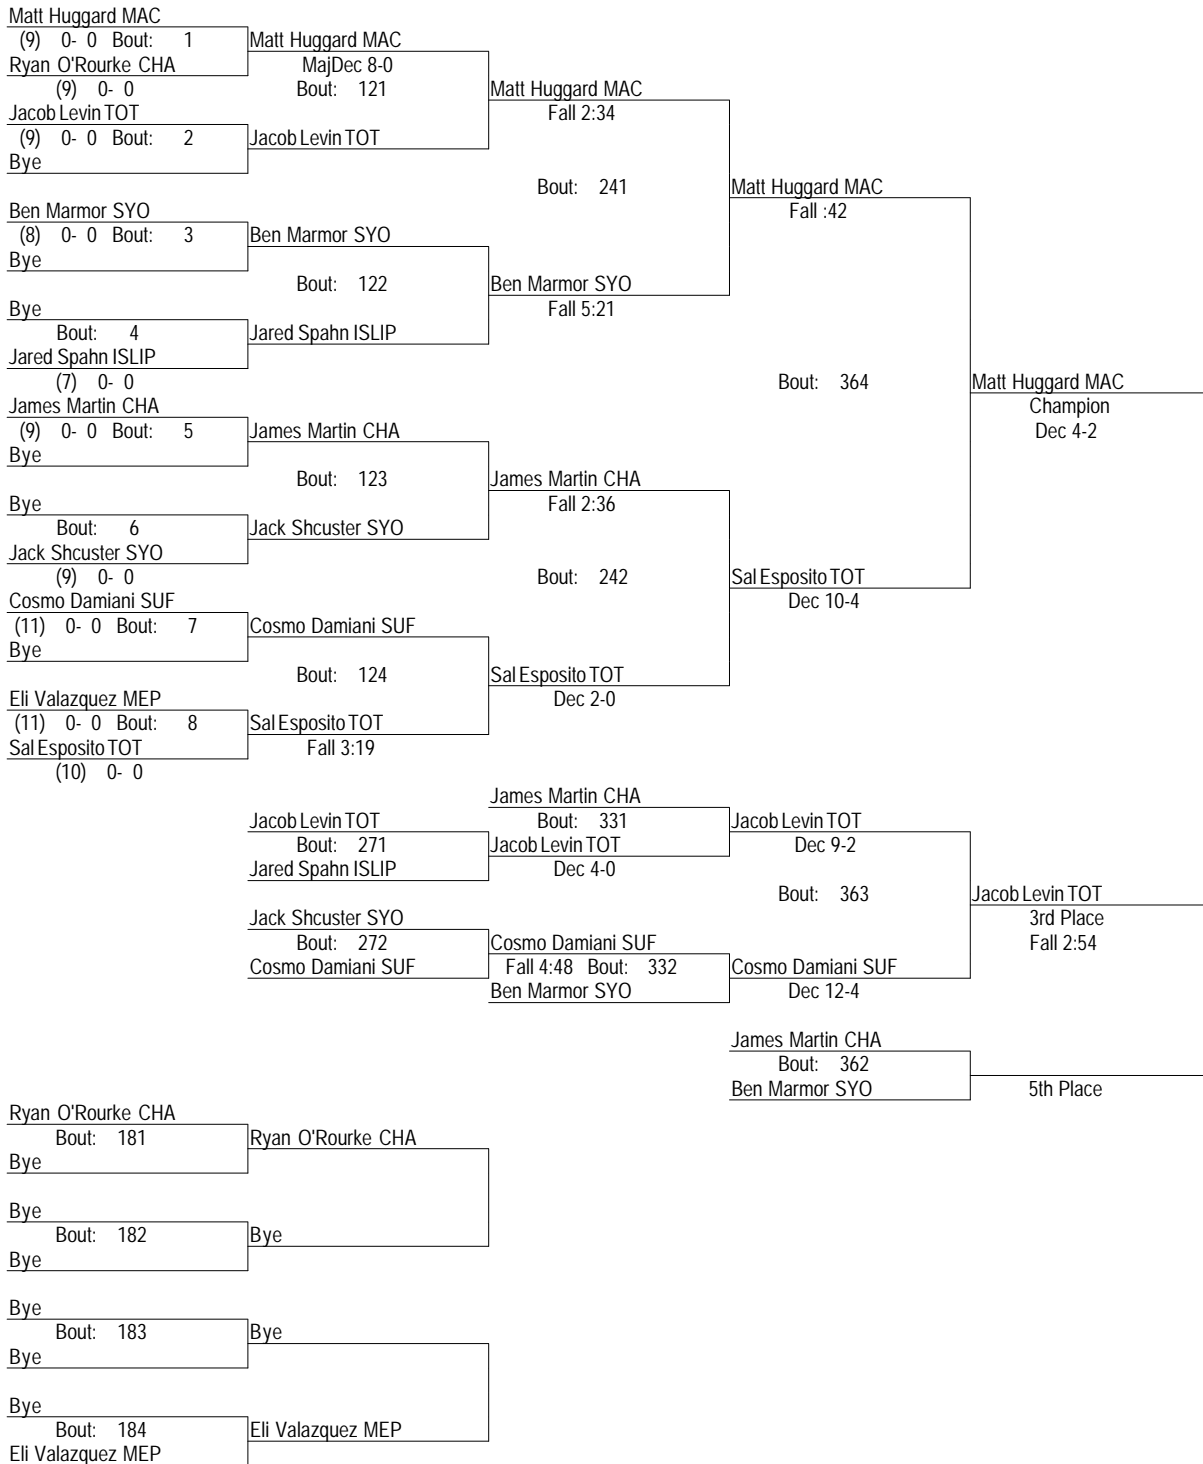 Matt Huggard MAC
(9) 0- 0 Bout: 1
Ryan O'Rourke CHA
(9) 0- 0
Jacob Levin TOT
(9) 0- 0 Bout: 2
Bye
Ben Marmor SYO
(8) 0- 0 Bout: 3
Bye
Bye
Bout: 4
Jared Spahn ISLIP
(7) 0- 0
James Martin CHA
(9) 0- 0 Bout: 5
Bye
Bye
Bout: 6
Jack Shcuster SYO
(9) 0- 0
Cosmo Damiani SUF
(11) 0- 0 Bout: 7
Bye
Eli Valazquez MEP
(11) 0- 0 Bout: 8
Sal Esposito TOT
(10) 0- 0
Matt Huggard MAC
MajDec 8-0
Bout: 121
Jacob Levin TOT
Ben Marmor SYO
Bout: 122
Jared Spahn ISLIP
James Martin CHA
Bout: 123
Jack Shcuster SYO
Cosmo Damiani SUF
Bout: 124
Sal Esposito TOT
Fall 3:19
Matt Huggard MAC
Fall 2:34
Bout: 241
Ben Marmor SYO
Fall 5:21
James Martin CHA
Fall 2:36
Bout: 242
Sal Esposito TOT
Dec 2-0
Matt Huggard MAC
Fall :42
Bout: 364
Sal Esposito TOT
Dec 10-4
Matt Huggard MAC
Champion
Dec 4-2
Jacob Levin TOT
Bout: 271
Jared Spahn ISLIP
Jack Shcuster SYO
Bout: 272
Cosmo Damiani SUF
James Martin CHA
Bout: 331
Jacob Levin TOT
Dec 4-0
Cosmo Damiani SUF
Fall 4:48 Bout: 332
Ben Marmor SYO
Jacob Levin TOT
Dec 9-2
Bout: 363
Cosmo Damiani SUF
Dec 12-4
Jacob Levin TOT
3rd Place
Fall 2:54
James Martin CHA
Bout: 362
Ben Marmor SYO
5th Place
Ryan O'Rourke CHA
Bout: 181
Bye
Bye
Bout: 182
Bye
Bye
Bout: 183
Bye
Bye
Bout: 184
Eli Valazquez MEP
Ryan O'Rourke CHA
Bye
Bye
Eli Valazquez MEP